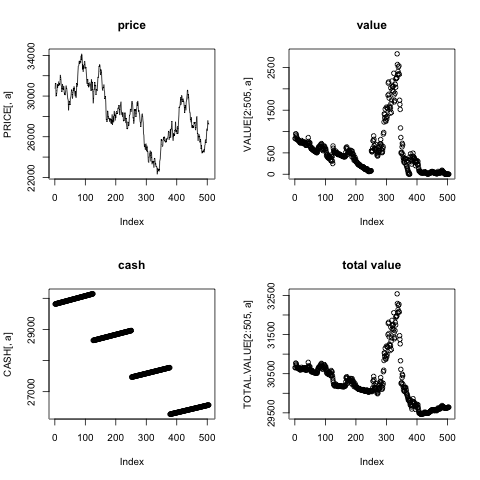 price
PRICE[, a]
34000
30000
26000
22000
0 100 200 300 400 500
Index
value
VALUE[2:505, a]
2500
1500
500
0
0 100 200 300 400 500
Index
cash
CASH[, a]
29000
27000
0 100 200 300 400 500
Index
total value
TOTAL.VALUE[2:505, a]
32500
31500
30500
29500
0 100 200 300 400 500
Index